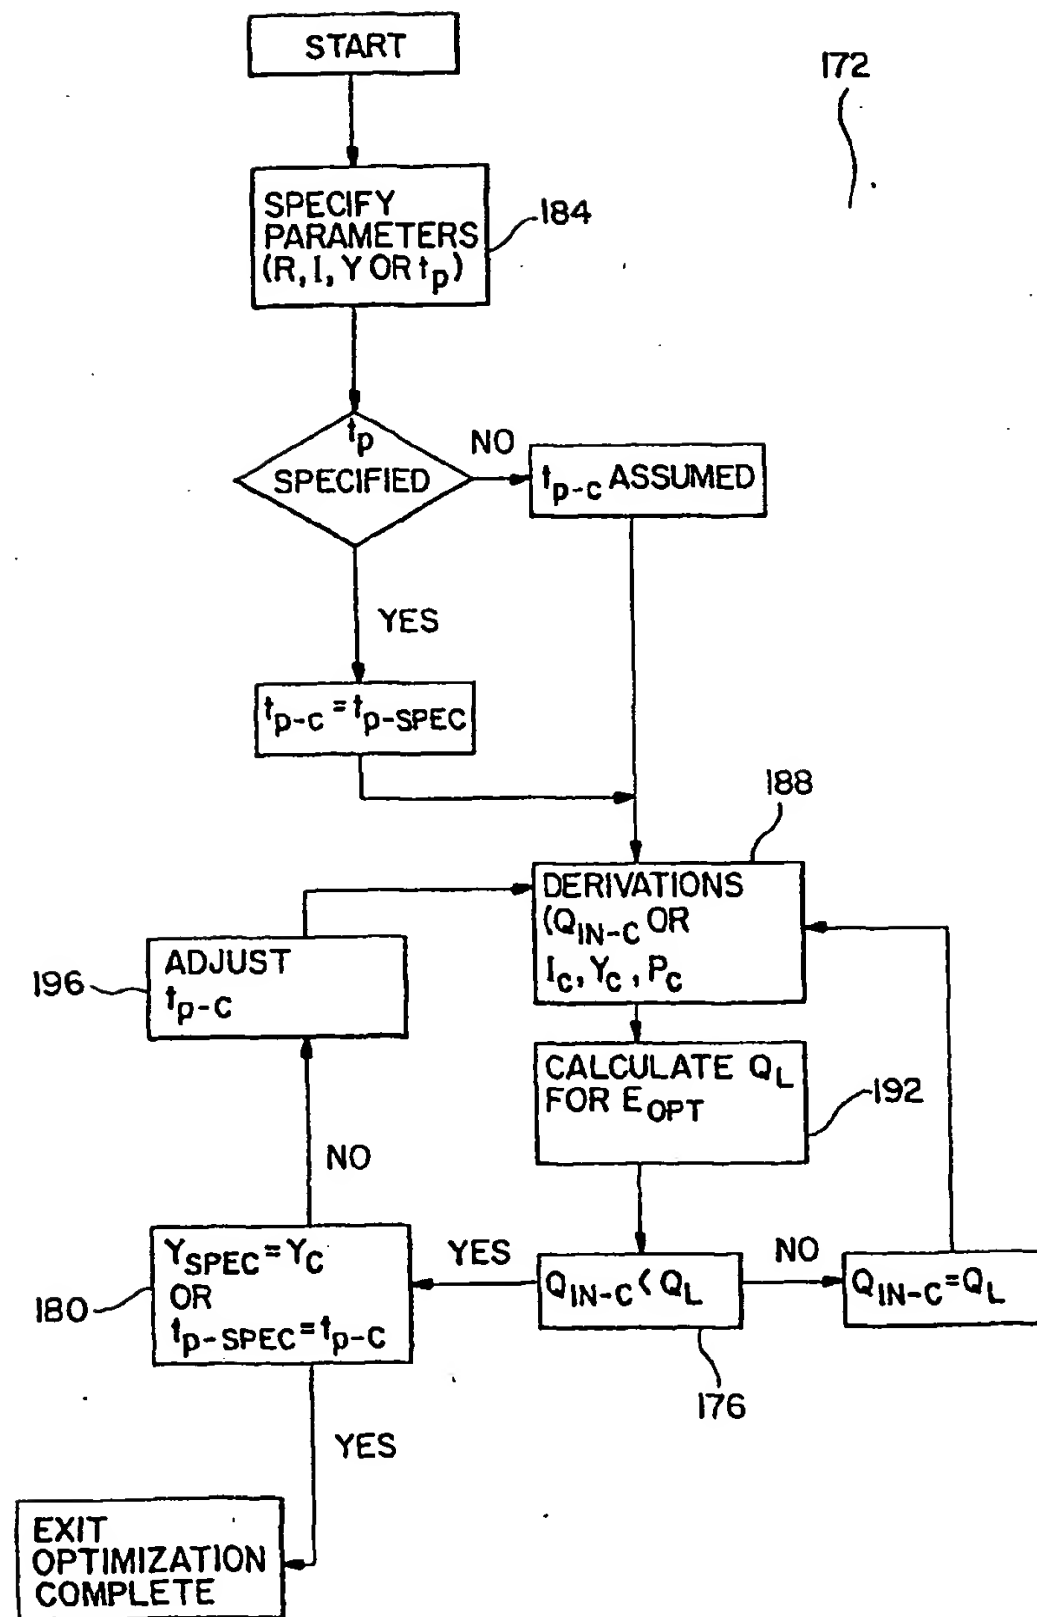 START
172
SPECIFY
PARAMETERS
(R, I, Y OR tp)
184
tp
SPECIFIED
NO
tp-c ASSUMED
YES
tp-c = tp-SPEC
188
DERIVATIONS
(QIN-C OR
Ic, Yc, Pc
ADJUST
tp-c
196
CALCULATE QL
FOR EOPT
192
NO
YSPEC = YC
OR
tp-SPEC = tp-C
180
YES
QIN-C < QL
NO
QIN-C = QL
176
YES
EXIT
OPTIMIZATION
COMPLETE